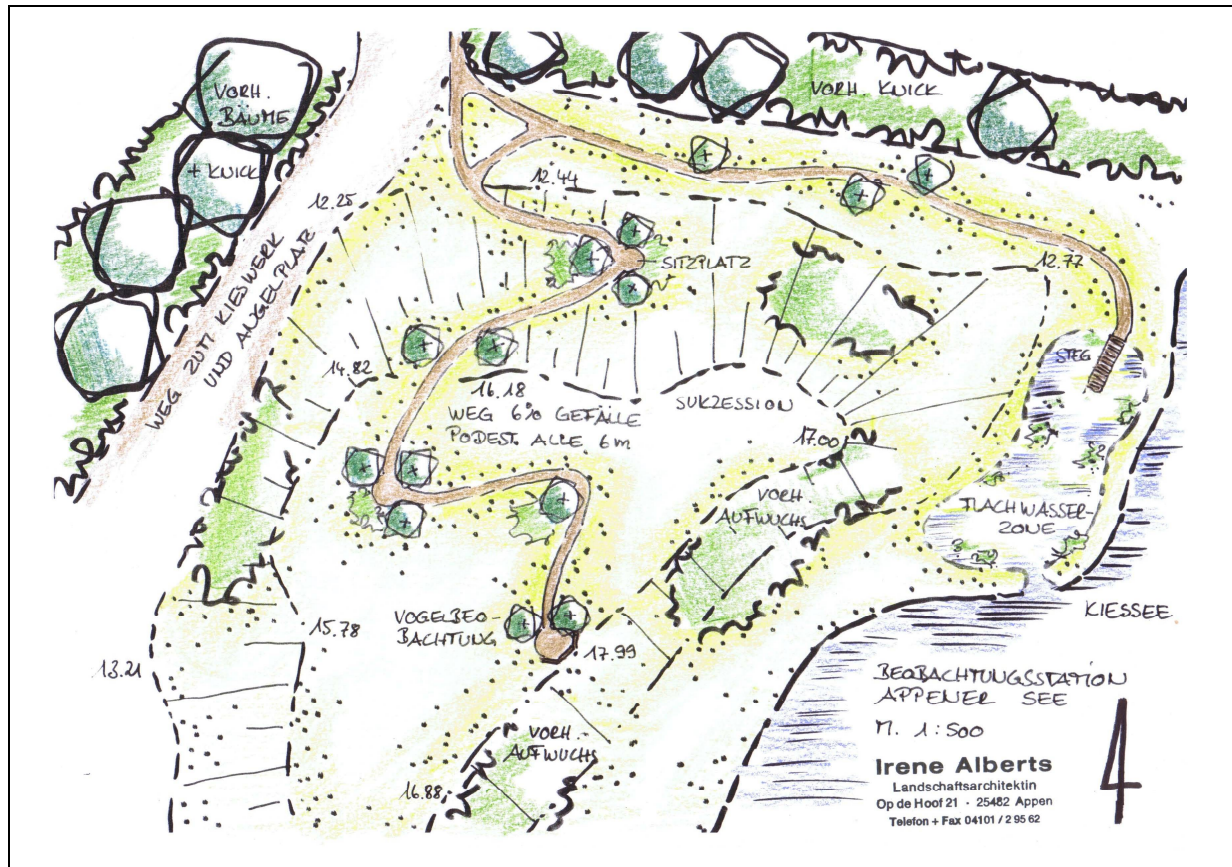 VORH.
BÄUME
+ KNICK
VORH. KNICK
12.25
12.44
WEG ZUM KIESWERK
UND ANGELPLATZ
SITZPLATZ
12.77
14.82
STEG
16.18
WEG 6% GEFÄLLE
PODEST ALLE 6m
SUKZESSION
17.00
VORH.
AUFWUCHS
FLACHWASSER-
ZONE
VOGELBEO-
BACHTUNG
KIESSEE
15.78
17.99
13.21
VORH.-
AUFWUCHS
16.88
BEOBACHTUNGSSTATION
APPENER SEE
M. 1:500
Irene Alberts
Landschaftsarchitektin
Op de Hoof 21 - 25482 Appen
Telefon + Fax 04101 / 2 95 62